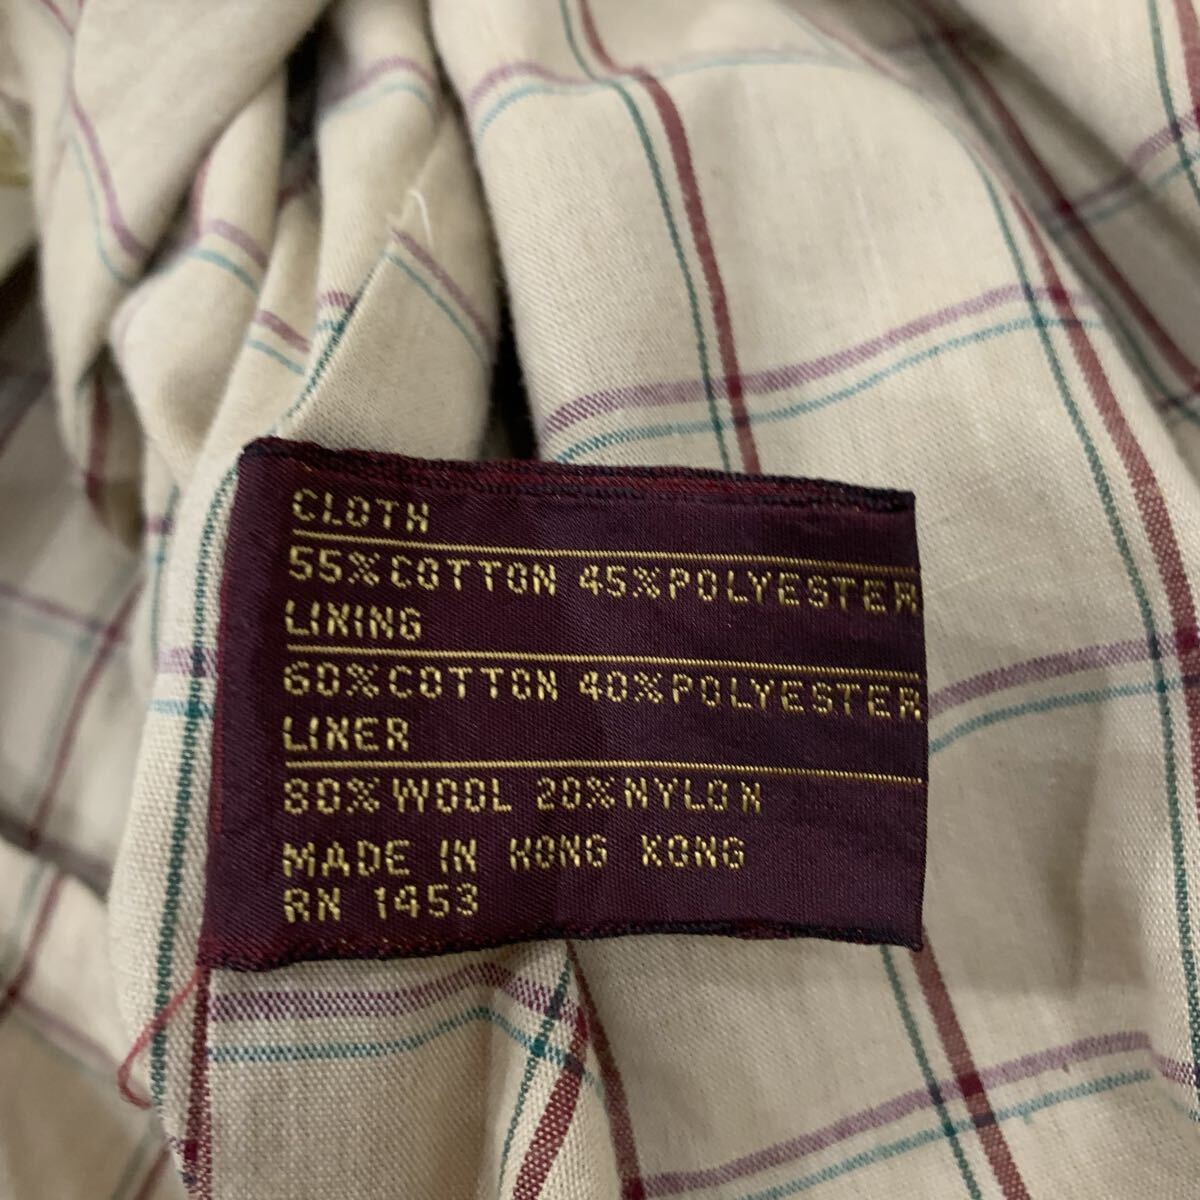 CLOTH
55% COTTON 45% POLYESTER
LINING
60% COTTON 40% POLYESTER
LINER
80% WOOL 20% NYLON
MADE IN HONG KONG
RN 1453